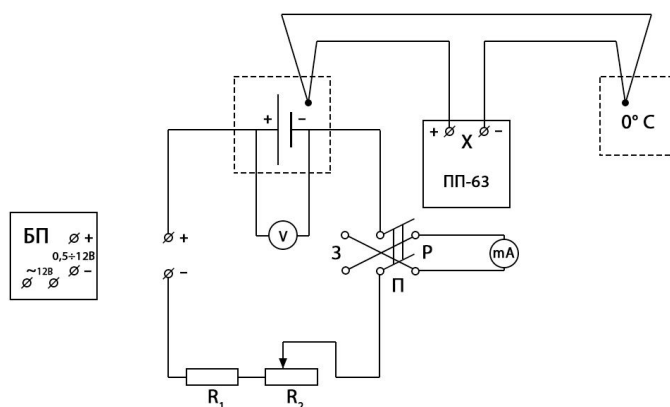 + −
0° C
+ X −
ПП-63
V
БП
+
0,5÷12В
~12В
−
+
−
З
Р
П
mA
R1
R2